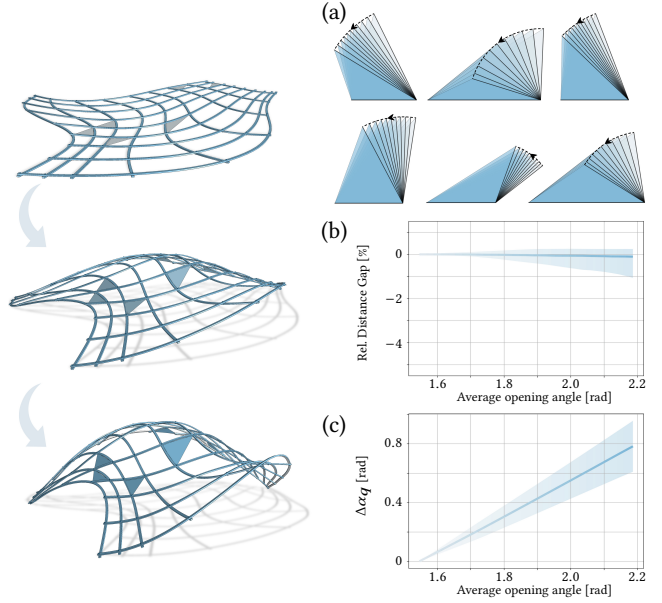 (a)
(b)
Rel. Distance Gap [%]
0
−2
−4
1.6
1.8
2.0
2.2
Average opening angle [rad]
(c)
Δα𝒒 [rad]
0.8
0.4
0
1.6
1.8
2.0
2.2
Average opening angle [rad]